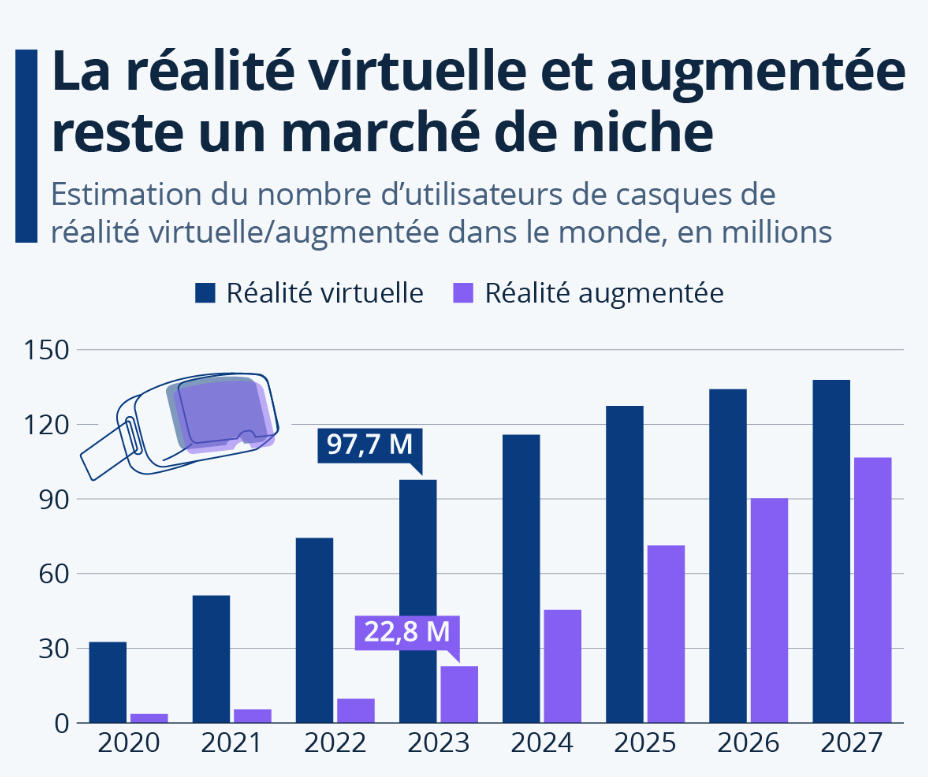 La réalité virtuelle et augmentée
reste un marché de niche
Estimation du nombre d’utilisateurs de casques de
réalité virtuelle/augmentée dans le monde, en millions
Réalité virtuelle Réalité augmentée
150
120
97,7 M
90
60
22,8 M
30
0
2020 2021 2022 2023 2024 2025 2026 2027